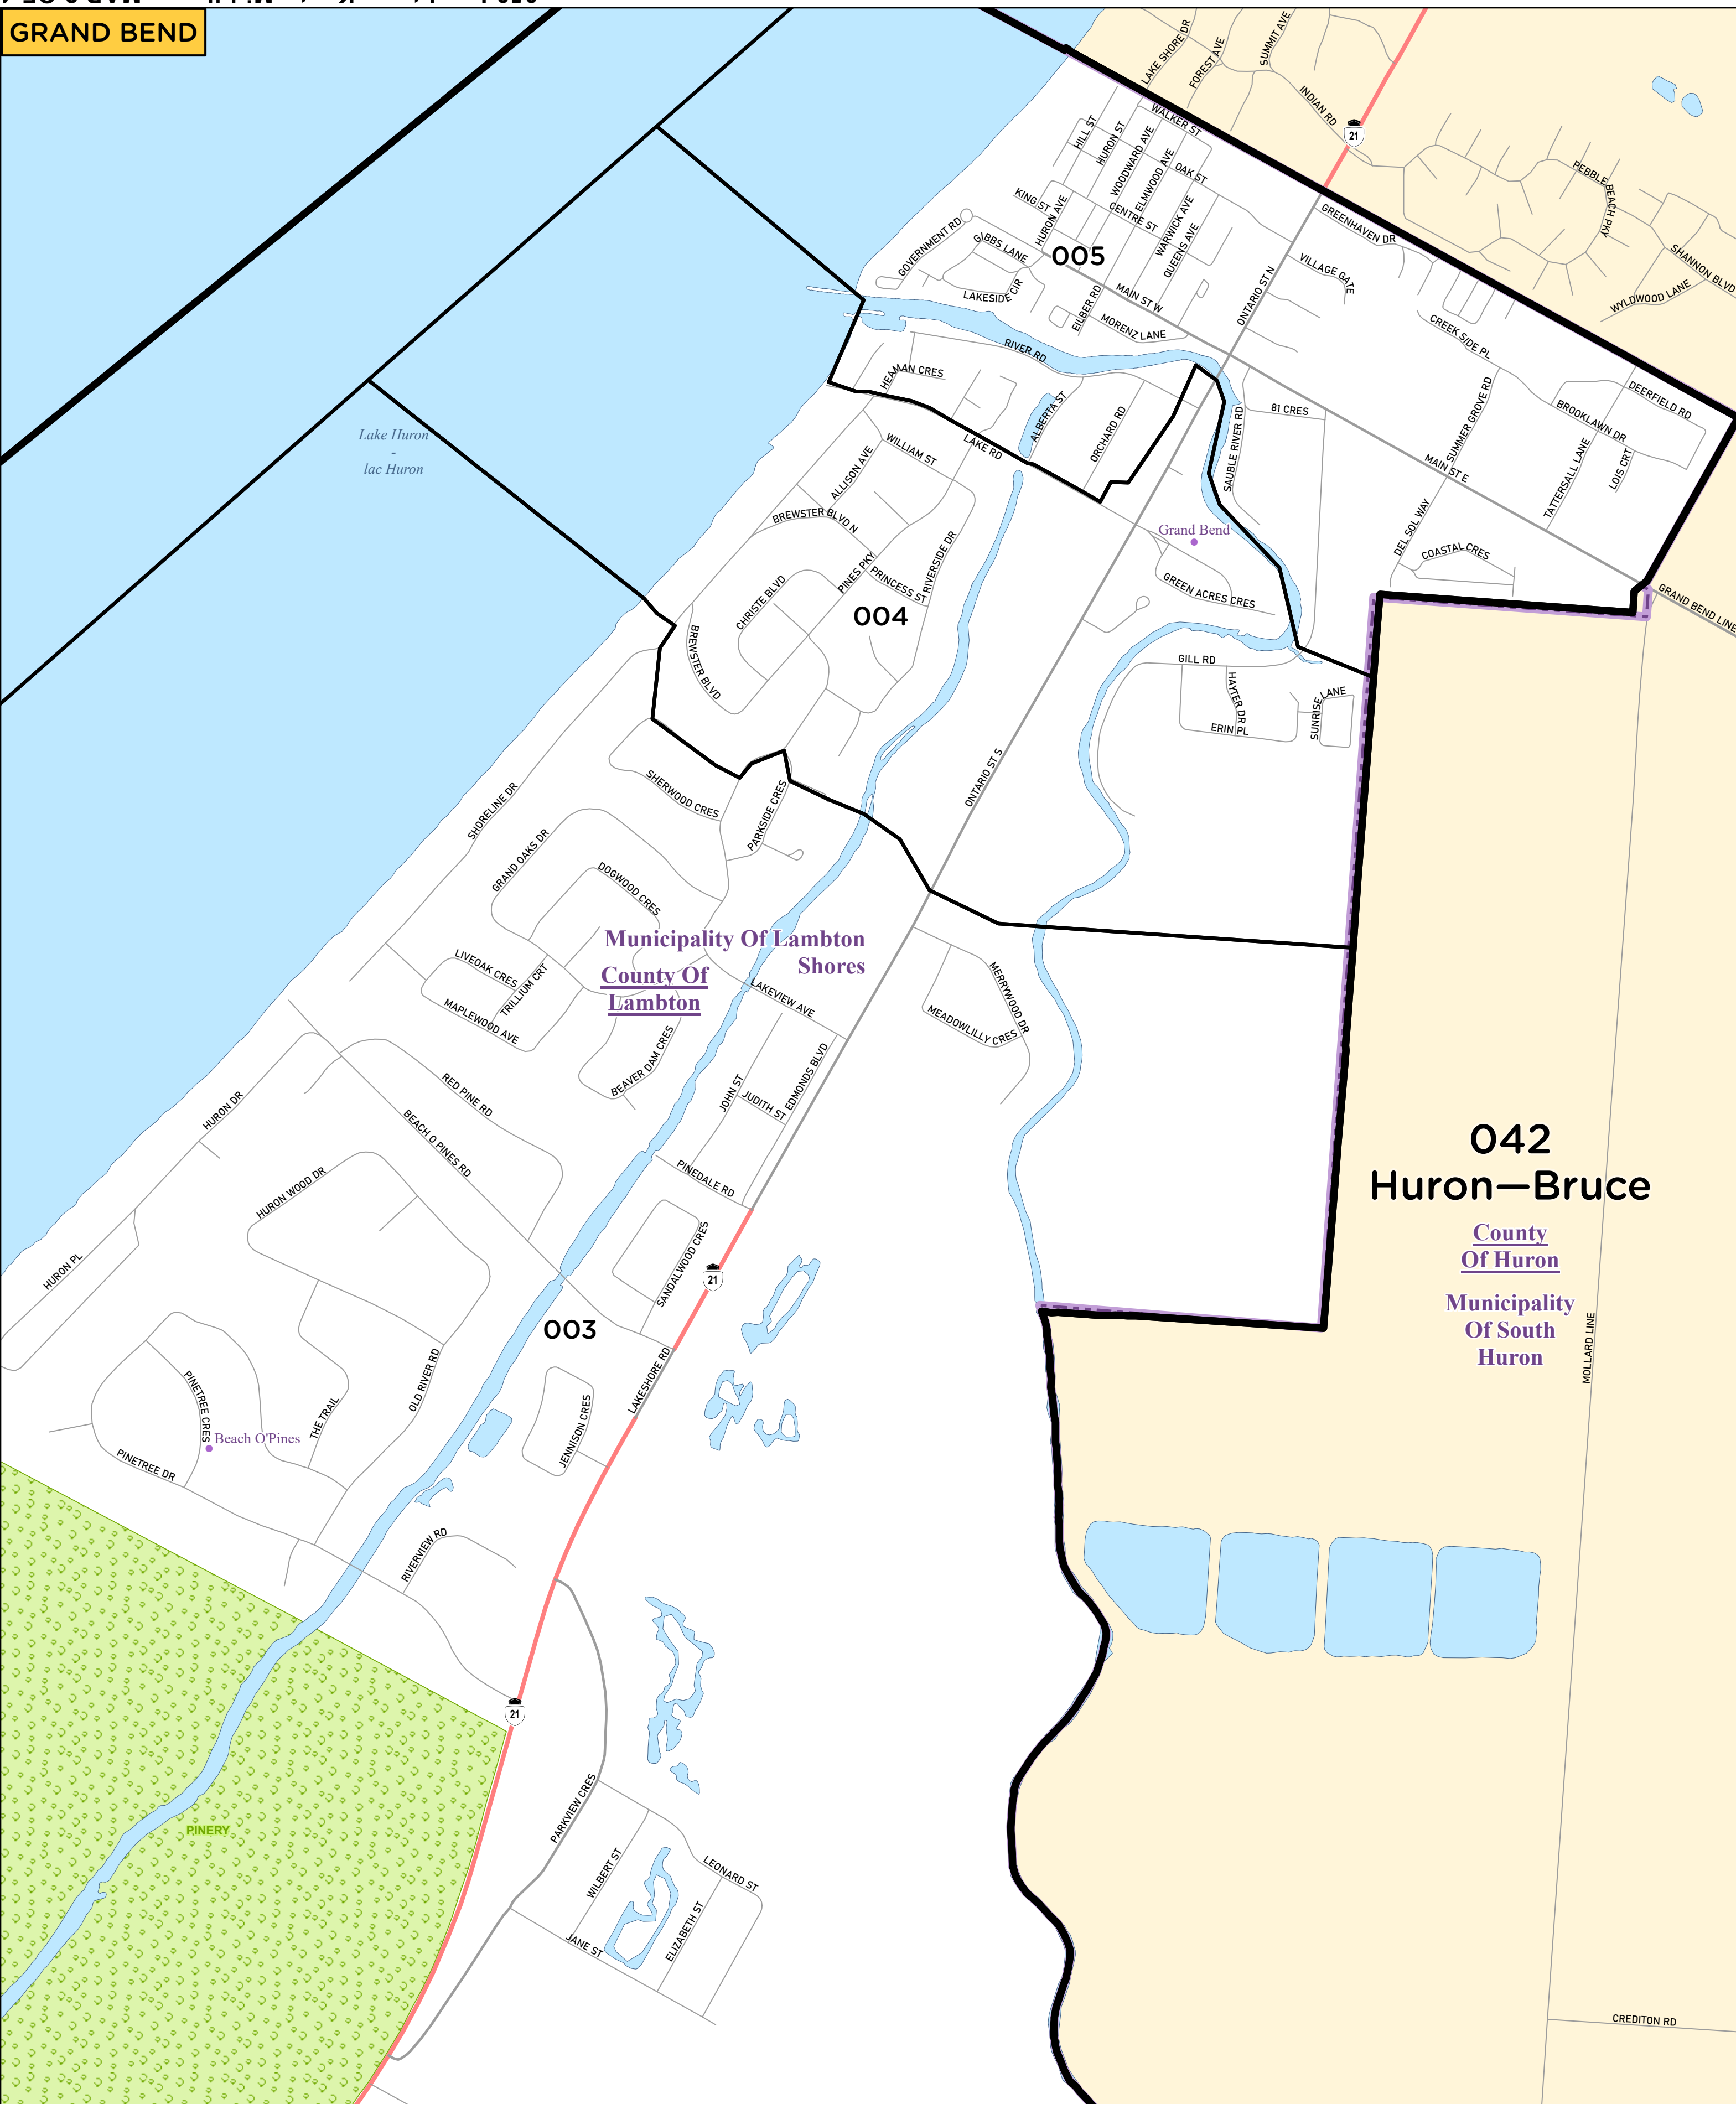 GRAND BEND
LAKE SHORE DR
FOREST AVE
SUMMIT AVE
INDIAN RD
21
PEBBLE BEACH PKY
SHANNON BLVD
WYLDWOOD LANE
WALKER ST
HILL ST
HURON ST
WOODWARD AVE
ELMWOOD AVE
OAK ST
KING ST
HURON AVE
CENTRE ST
WARWICK AVE
QUEENS AVE
GOVERNMENT RD
GIBBS LANE
005
LAKESIDE CIR
EILBER RD
MAIN ST W
MORENZ LANE
ONTARIO ST N
GREENHAVEN DR
VILLAGE GATE
CREEK SIDE PL
DEERFIELD RD
BROOKLAWN DR
SUMMER GROVE RD
TATTERSALL LANE
LOIS CRT
MAIN ST E
RIVER RD
HEAMAN CRES
ALBERTA ST
ORCHARD RD
81 CRES
SAUBLE RIVER RD
LAKE RD
Lake Huron
-
lac Huron
WILLIAM ST
ALLISON AVE
BREWSTER BLVD N
DEL SOL WAY
COASTAL CRES
Grand Bend
GREEN ACRES CRES
GRAND BEND LINE
PINES PKY
PRINCESS ST
RIVERSIDE DR
CHRISTE BLVD
004
BREWSTER BLVD
GILL RD
HAYTER DR
ERIN PL
SUNRISE LANE
ONTARIO ST S
SHORELINE DR
SHERWOOD CRES
PARKSIDE CRES
GRAND OAKS DR
DOGWOOD CRES
Municipality Of Lambton
Shores
County Of
Lambton
LIVEOAK CRES
TRILLIUM CRT
MAPLEWOOD AVE
LAKEVIEW AVE
MERRYWOOD DR
MEADOWLILLY CRES
BEAVER DAM CRES
JOHN ST
JUDITH ST
EDMONDS BLVD
HURON DR
RED PINE RD
BEACH O PINES RD
PINEDALE RD
HURON WOOD DR
SANDALWOOD CRES
21
HURON PL
042
Huron—Bruce
County
Of Huron
Municipality
Of South
Huron
MOLLARD LINE
003
LAKESHORE RD
OLD RIVER RD
PINETREE CRES
THE TRAIL
JENNISON CRES
Beach O'Pines
PINETREE DR
RIVERVIEW RD
21
PINERY
PARKVIEW CRES
WILBERT ST
LEONARD ST
ELIZABETH ST
JANE ST
CREDITON RD